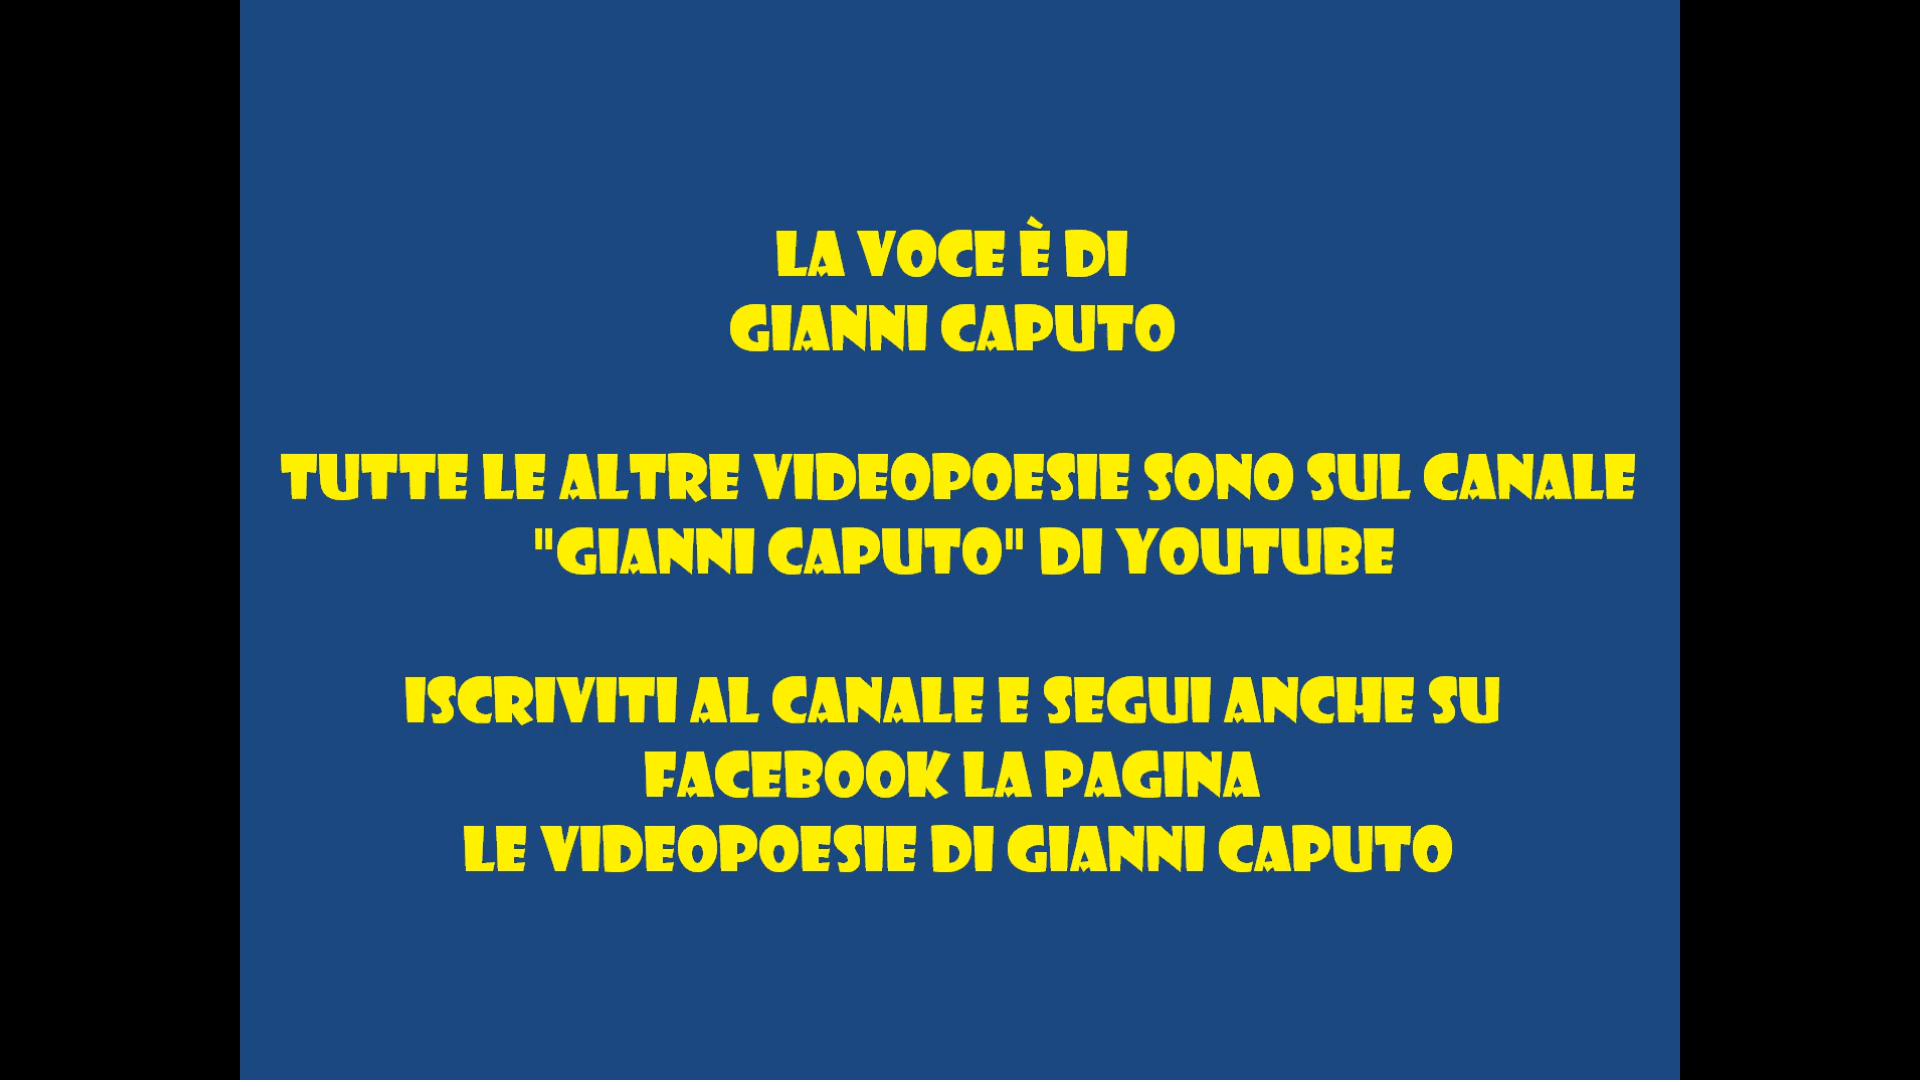 LA VOCE È DI
GIANNI CAPUTO
TUTTE LE ALTRE VIDEOPOESIE SONO SUL CANALE
"GIANNI CAPUTO" DI YOUTUBE
ISCRIVITI AL CANALE E SEGUI ANCHE SU
FACEBOOK LA PAGINA
LE VIDEOPOESIE DI GIANNI CAPUTO